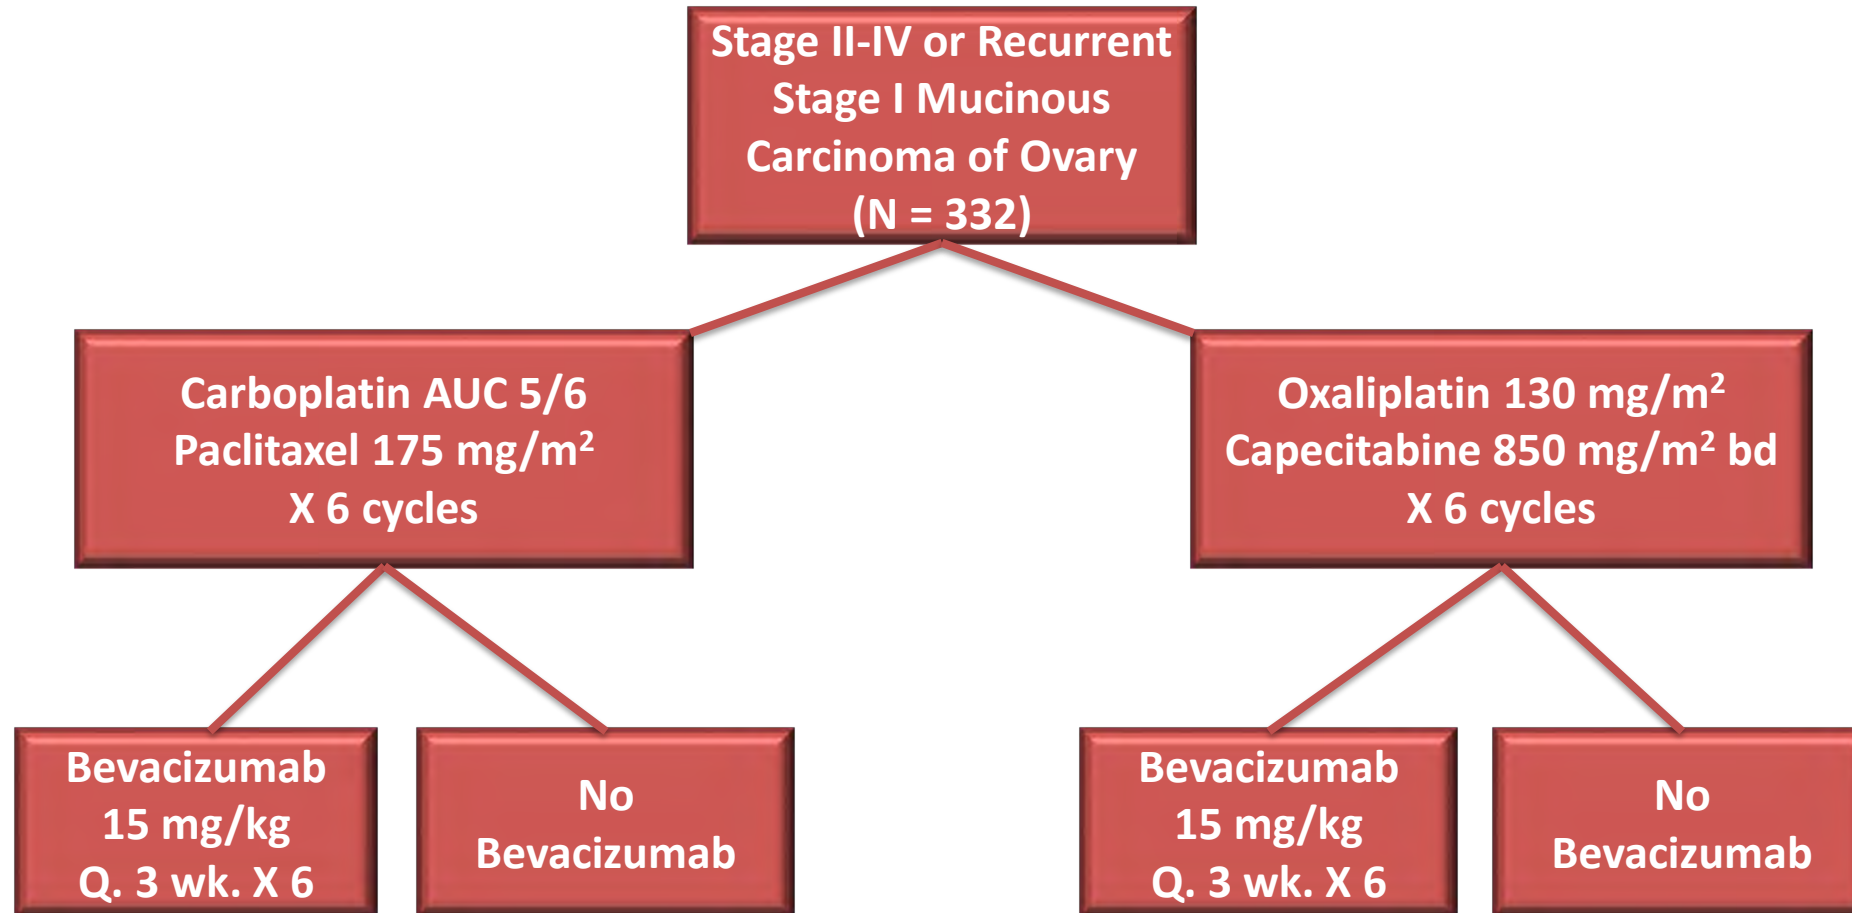 Stage II-IV or Recurrent
Stage I Mucinous
Carcinoma of Ovary
(N = 332)
Carboplatin AUC 5/6
Paclitaxel 175 mg/m²
X 6 cycles
Oxaliplatin 130 mg/m²
Capecitabine 850 mg/m² bd
X 6 cycles
Bevacizumab
15 mg/kg
Q. 3 wk. X 6
No
Bevacizumab
Bevacizumab
15 mg/kg
Q. 3 wk. X 6
No
Bevacizumab